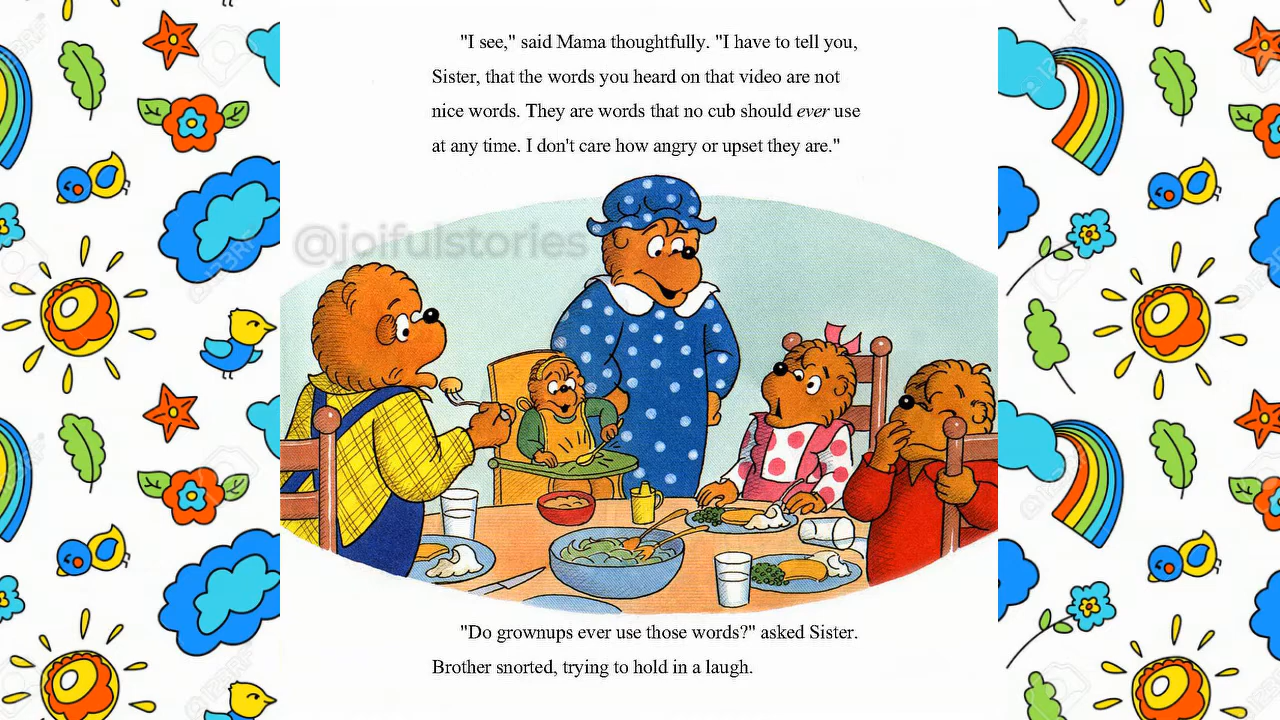 "I see," said Mama thoughtfully. "I have to tell you,
Sister, that the words you heard on that video are not
nice words. They are words that no cub should ever use
at any time. I don't care how angry or upset they are."
@joifulstories
"Do grownups ever use those words?" asked Sister.
Brother snorted, trying to hold in a laugh.